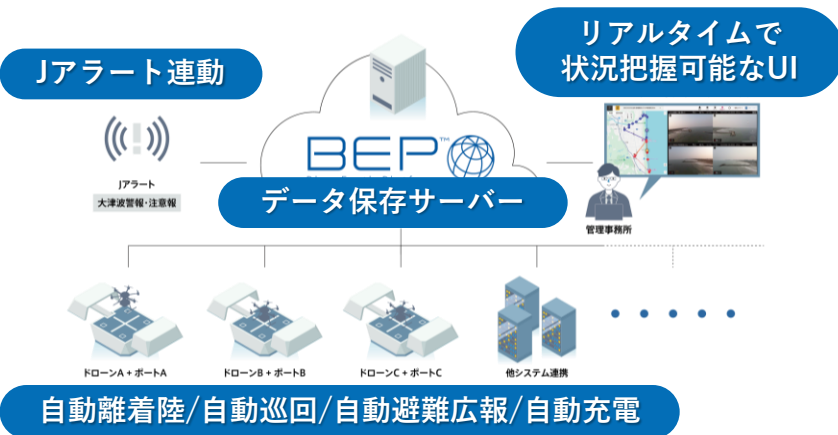 Jアラート連動
リアルタイムで
状況把握可能なUI
BEP™
Jアラート
大津波警報・注意報
データ保存サーバー
管理事務所
ドローンA + ポートA
ドローンB + ポートB
ドローンC + ポートC
他システム連携
自動離着陸/自動巡回/自動避難広報/自動充電